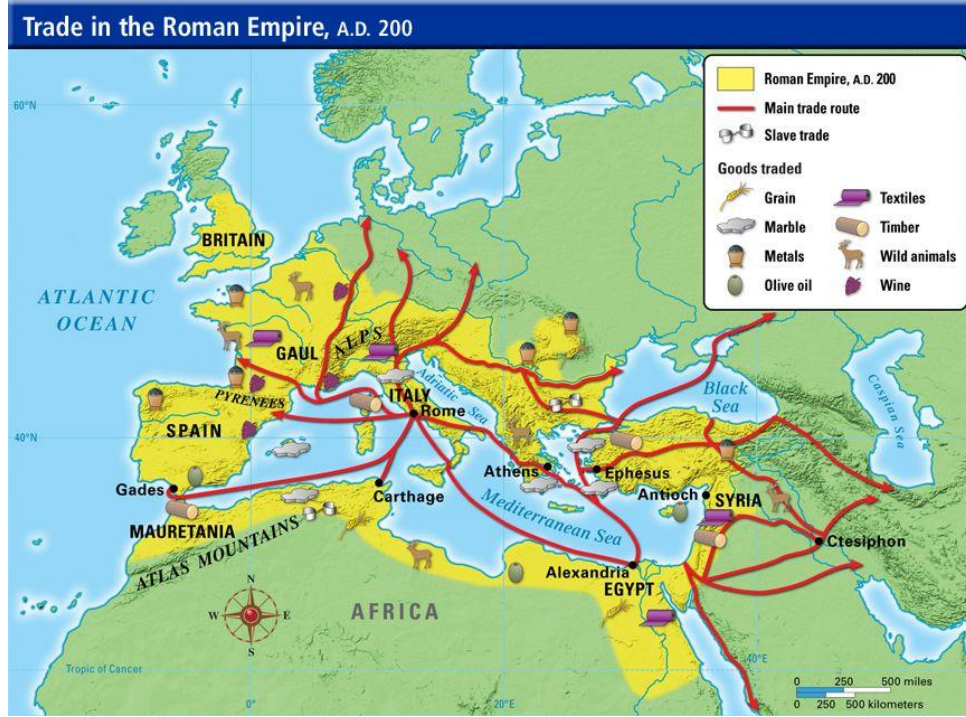 Trade in the Roman Empire, A.D. 200
Roman Empire, A.D. 200
Main trade route
Slave trade
Goods traded
Grain
Textiles
Marble
Timber
Metals
Wild animals
Olive oil
Wine
60°N
BRITAIN
ATLANTIC
OCEAN
GAUL
ALPS
PYRENEES
ITALY
Adriatic Sea
Black
Sea
Caspian Sea
Rome
40°N
SPAIN
Athens
Ephesus
Gades
Carthage
Antioch
SYRIA
MAURETANIA
Mediterranean Sea
ATLAS MOUNTAINS
Ctesiphon
Alexandria
EGYPT
N
W
E
S
AFRICA
Tropic of Cancer
0°
20°E
40°E
0 250 500 miles
0 250 500 kilometers